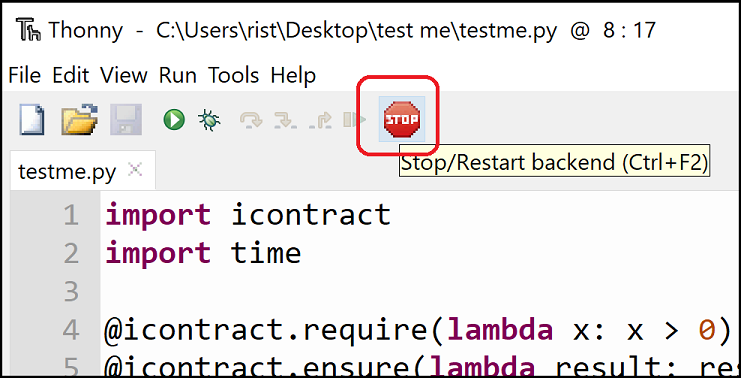 Th Thonny - C:\Users\rist\Desktop\test me\testme.py @ 8 : 17
File Edit View Run Tools Help
STOP
Stop/Restart backend (Ctrl+F2)
testme.py
1 import icontract
2 import time
3
4 @icontract.require(lambda x: x > 0)
5 @icontract.ensure(lambda result: res